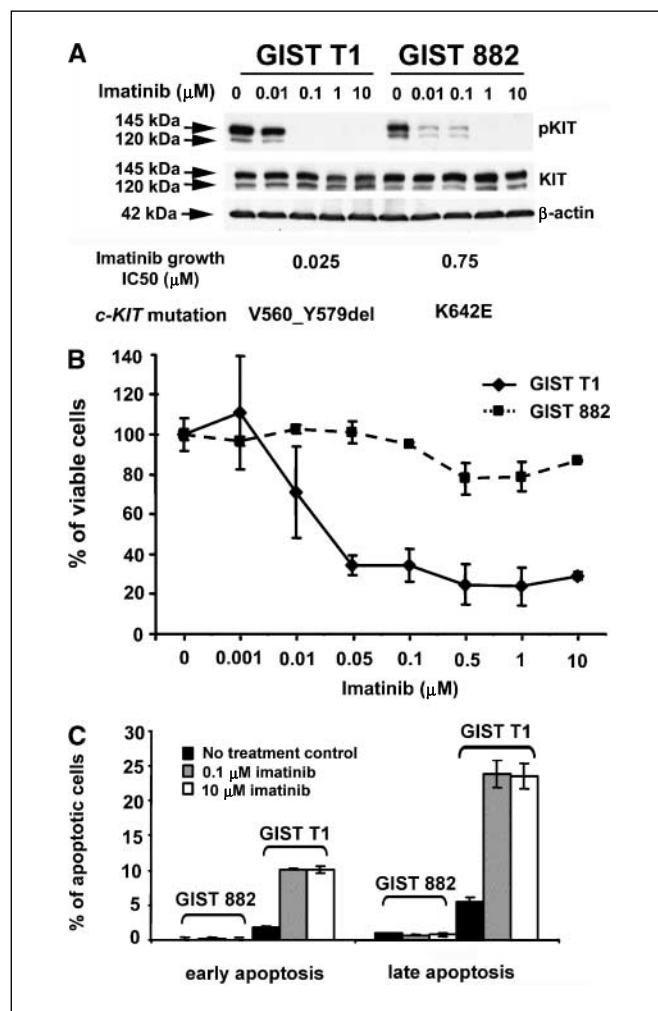 A
GIST T1 GIST 882
Imatinib (μM) 0 0.01 0.1 1 10 0 0.01 0.1 1 10
145 kDa
120 kDa
pKIT
145 kDa
120 kDa
KIT
42 kDa
β-actin
Imatinib growth
IC50 (μM)
0.025 0.75
c-KIT mutation V560_Y579del K642E
B
140
120
100
80
60
40
20
0
% of viable cells
GIST T1
GIST 882
0 0.001 0.01 0.05 0.1 0.5 1 10
Imatinib (μM)
C
30
25
20
15
10
5
0
% of apoptotic cells
No treatment control
0.1 μM imatinib
10 μM imatinib
GIST 882
GIST T1
GIST 882
GIST T1
early apoptosis late apoptosis